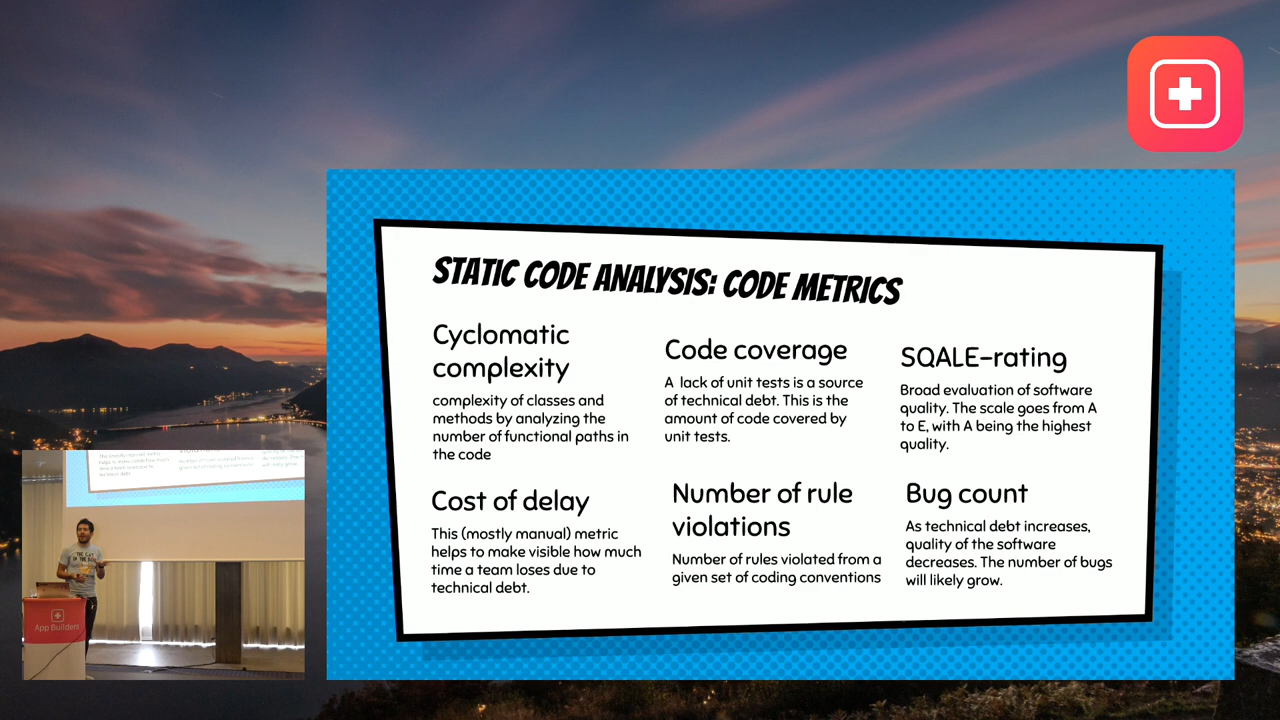 STATIC CODE ANALYSIS: CODE METRICS
Cyclomatic
complexity
complexity of classes and
methods by analyzing the
number of functional paths in
the code
Code coverage
A lack of unit tests is a source
of technical debt. This is the
amount of code covered by
unit tests.
SQALE-rating
Broad evaluation of software
quality. The scale goes from A
to E, with A being the highest
quality.
Cost of delay
This (mostly manual) metric
helps to make visible how much
time a team loses due to
technical debt.
Number of rule
violations
Number of rules violated from a
given set of coding conventions
Bug count
As technical debt increases,
quality of the software
decreases. The number of bugs
will likely grow.
App Builders